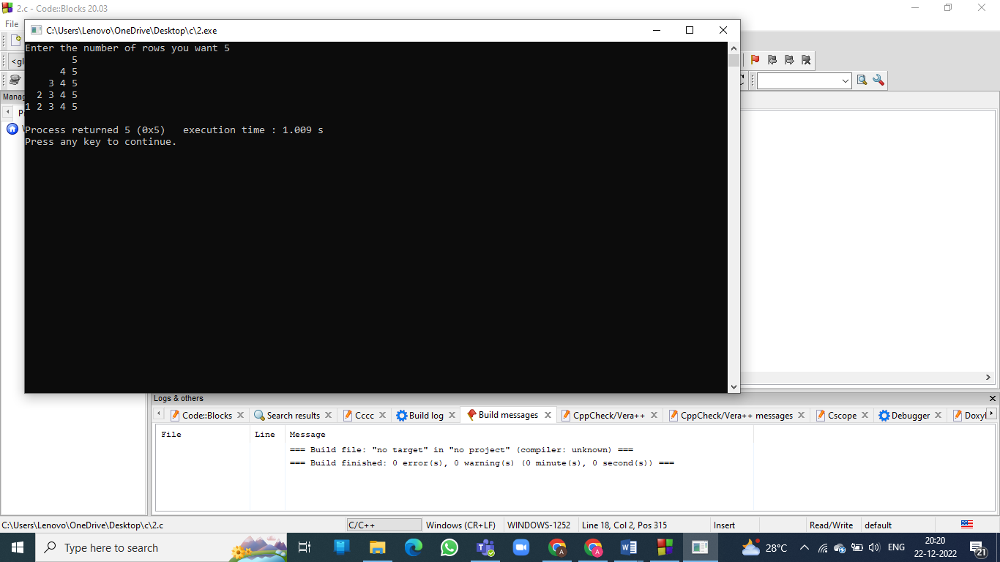 2.c - Code::Blocks 20.03
File
C:\Users\Lenovo\OneDrive\Desktop\c\2.exe
Enter the number of rows you want 5
        5
      4 5
    3 4 5
  2 3 4 5
1 2 3 4 5
Process returned 5 (0x5)   execution time : 1.009 s
Press any key to continue.
<gl
Manag
Logs & others
Code::Blocks
Search results
Cccc
Build log
Build messages
CppCheck/Vera++
CppCheck/Vera++ messages
Cscope
Debugger
Doxyl
File Line Message
=== Build file: "no target" in "no project" (compiler: unknown) ===
=== Build finished: 0 error(s), 0 warning(s) (0 minute(s), 0 second(s)) ===
C:\Users\Lenovo\OneDrive\Desktop\c\2.c C/C++ Windows (CR+LF) WINDOWS-1252 Line 18, Col 2, Pos 315 Insert Read/Write default
Type here to search
28°C
ENG
20:20
22-12-2022
21